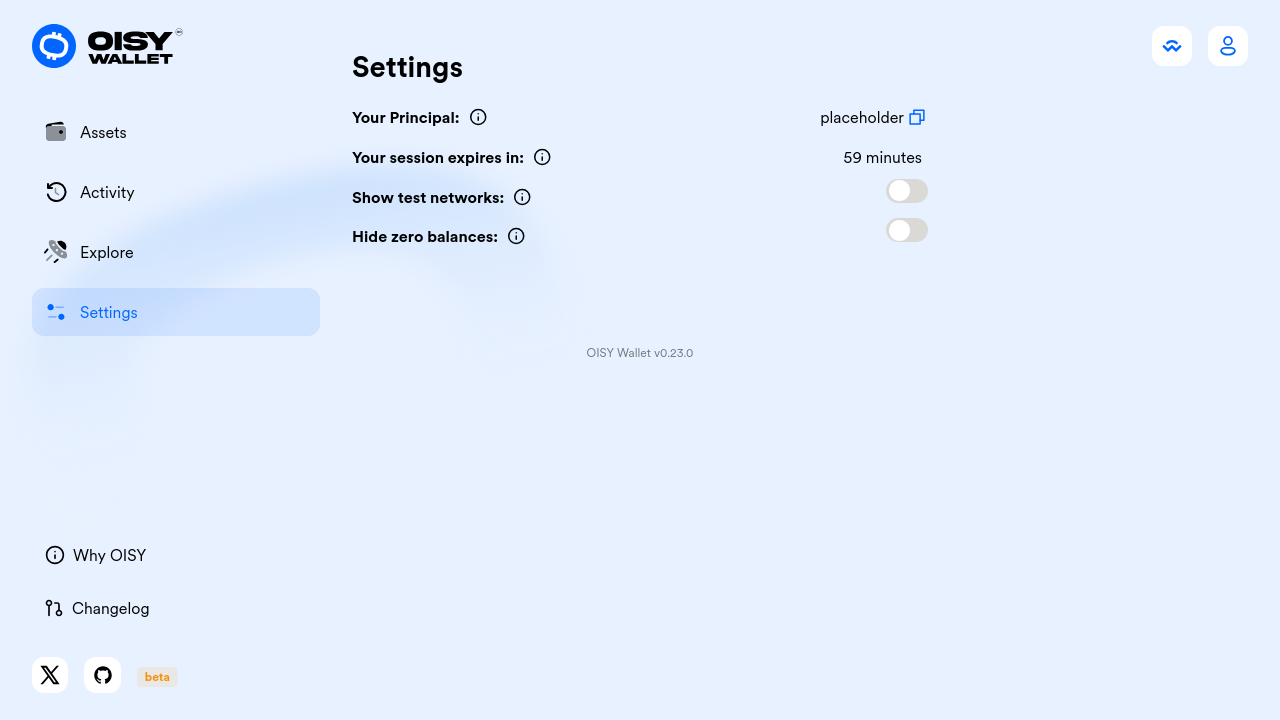 OISY
WALLET
Settings
Assets
Your Principal:
placeholder
Your session expires in:
59 minutes
Activity
Show test networks:
Hide zero balances:
Explore
Settings
OISY Wallet v0.23.0
Why OISY
Changelog
beta